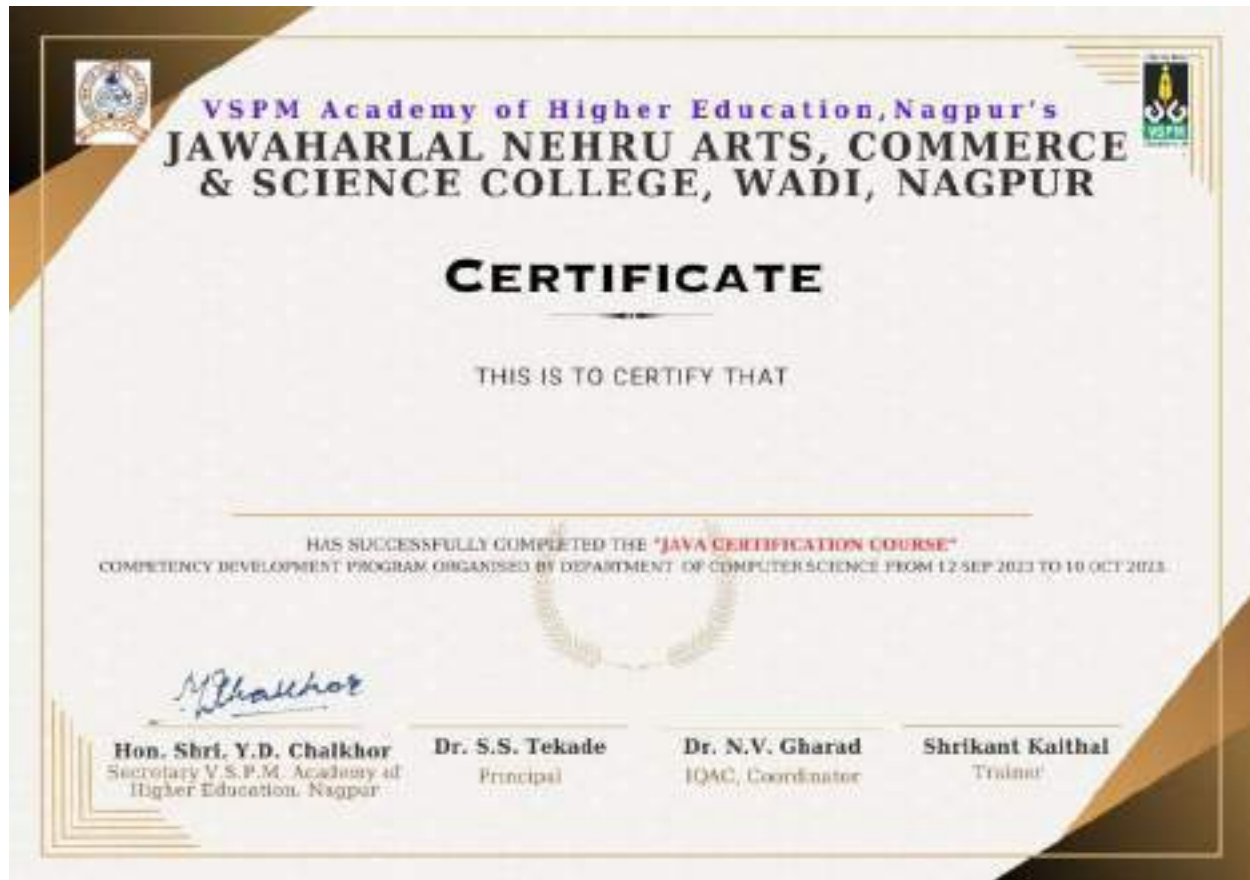 VSPM Academy of Higher Education,Nagpur's
JAWAHARLAL NEHRU ARTS, COMMERCE
& SCIENCE COLLEGE, WADI, NAGPUR
VSPM
CERTIFICATE
THIS IS TO CERTIFY THAT
HAS SUCCESSFULLY COMPLETED THE "JAVA CERTIFICATION COURSE"
COMPETENCY DEVELOPMENT PROGRAM ORGANISED BY DEPARTMENT OF COMPUTER SCIENCE FROM 12 SEP 2023 TO 10 OCT 2023
Hon. Shri. Y.D. Chalkhor
Secretary V.S.P.M. Academy of
Higher Education, Nagpur
Dr. S.S. Tekade
Principal
Dr. N.V. Gharad
IQAC, Coordinator
Shrikant Kaithal
Trainer